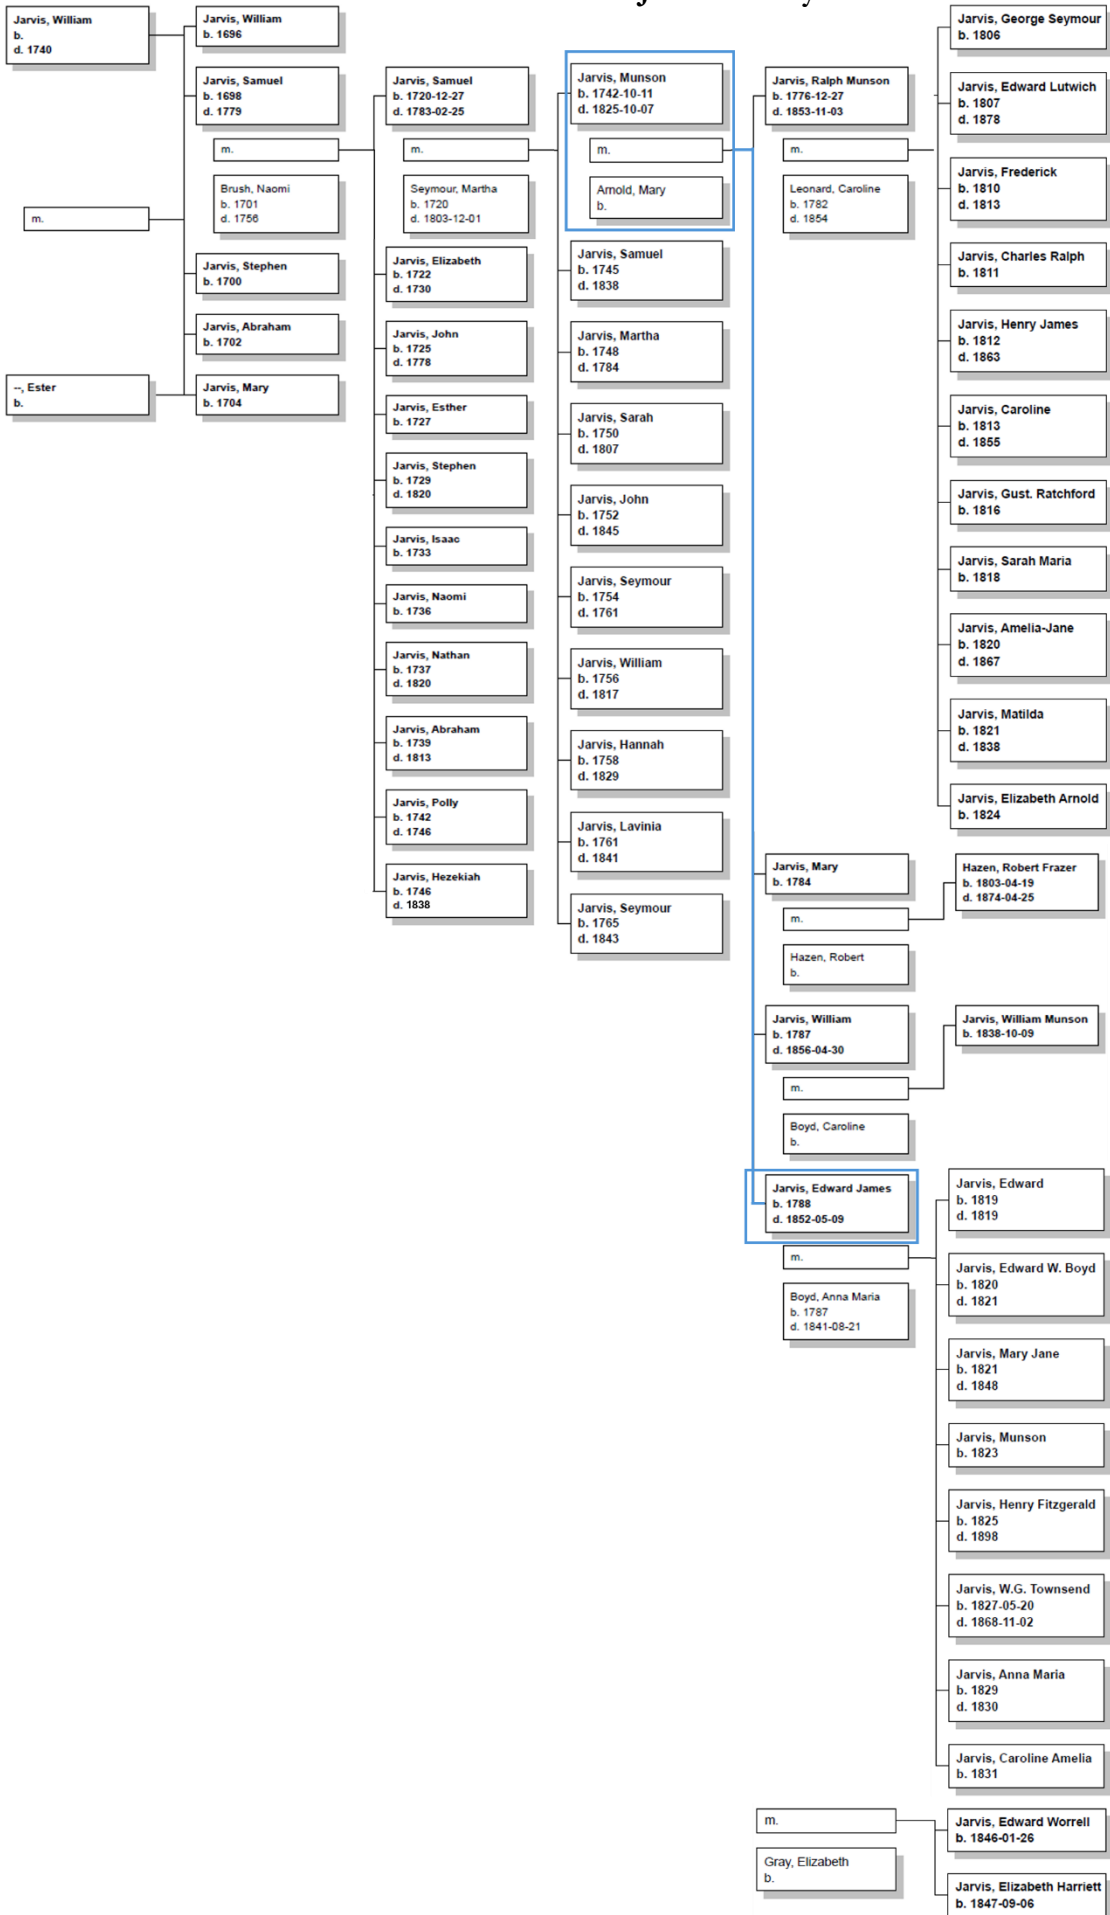 Jarvis, William
b.
d. 1740
m.
--, Ester
b.
Jarvis, William
b. 1696
Jarvis, Samuel
b. 1698
d. 1779
m.
Brush, Naomi
b. 1701
d. 1756
Jarvis, Stephen
b. 1700
Jarvis, Abraham
b. 1702
Jarvis, Mary
b. 1704
Jarvis, Samuel
b. 1720-12-27
d. 1783-02-25
m.
Seymour, Martha
b. 1720
d. 1803-12-01
Jarvis, Elizabeth
b. 1722
d. 1730
Jarvis, John
b. 1725
d. 1778
Jarvis, Esther
b. 1727
Jarvis, Stephen
b. 1729
d. 1820
Jarvis, Isaac
b. 1733
Jarvis, Naomi
b. 1736
Jarvis, Nathan
b. 1737
d. 1820
Jarvis, Abraham
b. 1739
d. 1813
Jarvis, Polly
b. 1742
d. 1746
Jarvis, Hezekiah
b. 1746
d. 1838
Jarvis, Munson
b. 1742-10-11
d. 1825-10-07
m.
Arnold, Mary
b.
Jarvis, Samuel
b. 1745
d. 1838
Jarvis, Martha
b. 1748
d. 1784
Jarvis, Sarah
b. 1750
d. 1807
Jarvis, John
b. 1752
d. 1845
Jarvis, Seymour
b. 1754
d. 1761
Jarvis, William
b. 1756
d. 1817
Jarvis, Hannah
b. 1758
d. 1829
Jarvis, Lavinia
b. 1761
d. 1841
Jarvis, Seymour
b. 1765
d. 1843
Jarvis, Ralph Munson
b. 1776-12-27
d. 1853-11-03
m.
Leonard, Caroline
b. 1782
d. 1854
Jarvis, Mary
b. 1784
m.
Hazen, Robert
b.
Jarvis, William
b. 1787
d. 1856-04-30
m.
Boyd, Caroline
b.
Jarvis, Edward James
b. 1788
d. 1852-05-09
m.
Boyd, Anna Maria
b. 1787
d. 1841-08-21
m.
Gray, Elizabeth
b.
Jarvis, George Seymour
b. 1806
Jarvis, Edward Lutwich
b. 1807
d. 1878
Jarvis, Frederick
b. 1810
d. 1813
Jarvis, Charles Ralph
b. 1811
Jarvis, Henry James
b. 1812
d. 1863
Jarvis, Caroline
b. 1813
d. 1855
Jarvis, Gust. Ratchford
b. 1816
Jarvis, Sarah Maria
b. 1818
Jarvis, Amelia-Jane
b. 1820
d. 1867
Jarvis, Matilda
b. 1821
d. 1838
Jarvis, Elizabeth Arnold
b. 1824
Hazen, Robert Frazer
b. 1803-04-19
d. 1874-04-25
Jarvis, William Munson
b. 1838-10-09
Jarvis, Edward
b. 1819
d. 1819
Jarvis, Edward W. Boyd
b. 1820
d. 1821
Jarvis, Mary Jane
b. 1821
d. 1848
Jarvis, Munson
b. 1823
Jarvis, Henry Fitzgerald
b. 1825
d. 1898
Jarvis, W.G. Townsend
b. 1827-05-20
d. 1868-11-02
Jarvis, Anna Maria
b. 1829
d. 1830
Jarvis, Caroline Amelia
b. 1831
Jarvis, Edward Worrell
b. 1846-01-26
Jarvis, Elizabeth Harriett
b. 1847-09-06